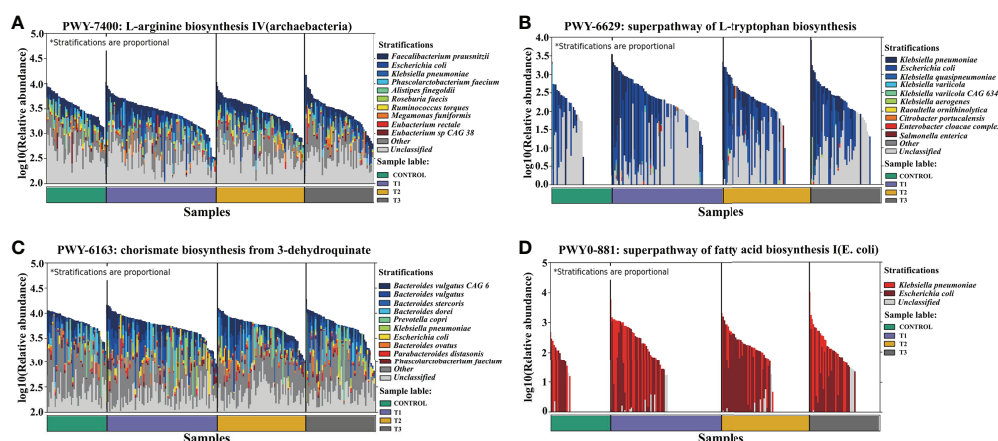 A
PWY-7400: L-arginine biosynthesis IV(archaebacteria)
*Stratifications are proportional
log10(Relative abundance)
5.0
4.5
4.0
3.5
3.0
2.5
2.0
Samples
Stratifications
Faecalibacterium prausnitzii
Escherichia coli
Klebsiella pneumoniae
Phascolarctobacterium faecium
Alistipes finegoldii
Roseburia faecis
Ruminococcus torques
Megamonas funiformis
Eubacterium rectale
Eubacterium sp CAG 38
Other
Unclassified
Sample lable:
CONTROL
T1
T2
T3
B
PWY-6629: superpathway of L-tryptophan biosynthesis
*Stratifications are proportional
log10(Relative abundance)
4.0
3.5
3.0
2.5
2.0
1.5
1.0
0.5
0.0
Samples
Stratifications
Klebsiella pneumoniae
Escherichia coli
Klebsiella quasipneumoniae
Klebsiella variicola
Klebsiella variicola CAG 634
Klebsiella aerogenes
Raoultella ornithinolytica
Citrobacter portucalensis
Enterobacter cloacae comple.
Salmonella enterica
Other
Unclassified
Sample lable:
CONTROL
T1
T2
T3
C
PWY-6163: chorismate biosynthesis from 3-dehydroquinate
*Stratifications are proportional
log10(Relative abundance)
5.0
4.5
4.0
3.5
3.0
2.5
2.0
Samples
Stratifications
Bacteroides vulgatus CAG 6
Bacteroides vulgatus
Bacteroides stercoris
Bacteroides dorei
Prevotella copri
Klebsiella pneumoniae
Escherichia coli
Bacteroides ovatus
Parabacteroides distasonis
Phascolarctobacterium faecium
Other
Unclassified
Sample lable:
CONTROL
T1
T2
T3
D
PWY0-881: superpathway of fatty acid biosynthesis I(E. coli)
*Stratifications are proportional
log10(Relative abundance)
5
4
3
2
1
0
Samples
Stratifications
Klebsiella pneumoniae
Escherichia coli
Unclassified
Sample lable:
CONTROL
T1
T2
T3